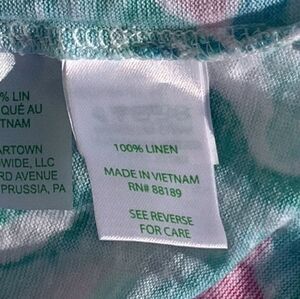 % LIN
QUÉ AU
TNAM
ARTOWN
WIDE, LLC
RD AVENUE
PRUSSIA, PA
100% LINEN
MADE IN VIETNAM
RN# 88189
SEE REVERSE
FOR CARE